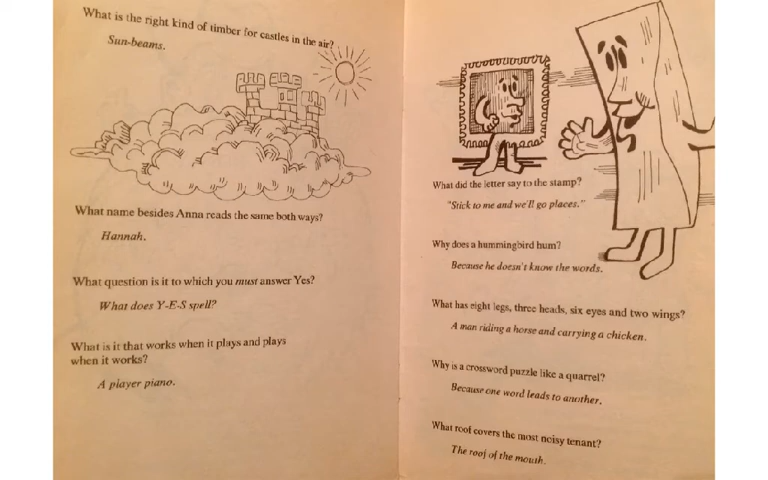 What is the right kind of timber for castles in the air?
Sun-beams.
What name besides Anna reads the same both ways?
Hannah.
What question is it to which you must answer Yes?
What does Y-E-S spell?
What is it that works when it plays and plays
when it works?
A player piano.
What did the letter say to the stamp?
"Stick to me and we'll go places."
Why does a hummingbird hum?
Because he doesn't know the words.
What has eight legs, three heads, six eyes and two wings?
A man riding a horse and carrying a chicken.
Why is a crossword puzzle like a quarrel?
Because one word leads to another.
What roof covers the most noisy tenant?
The roof of the mouth.